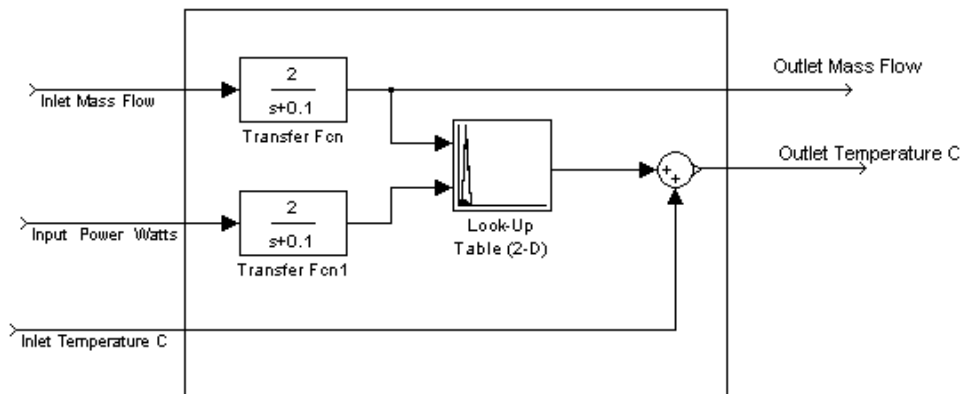 Inlet Mass Flow
2
s+0.1
Transfer Fcn
Outlet Mass Flow
Outlet Temperature C
+
+
Look-Up
Table (2-D)
Input Power Watts
2
s+0.1
Transfer Fcn1
Inlet Temperature C